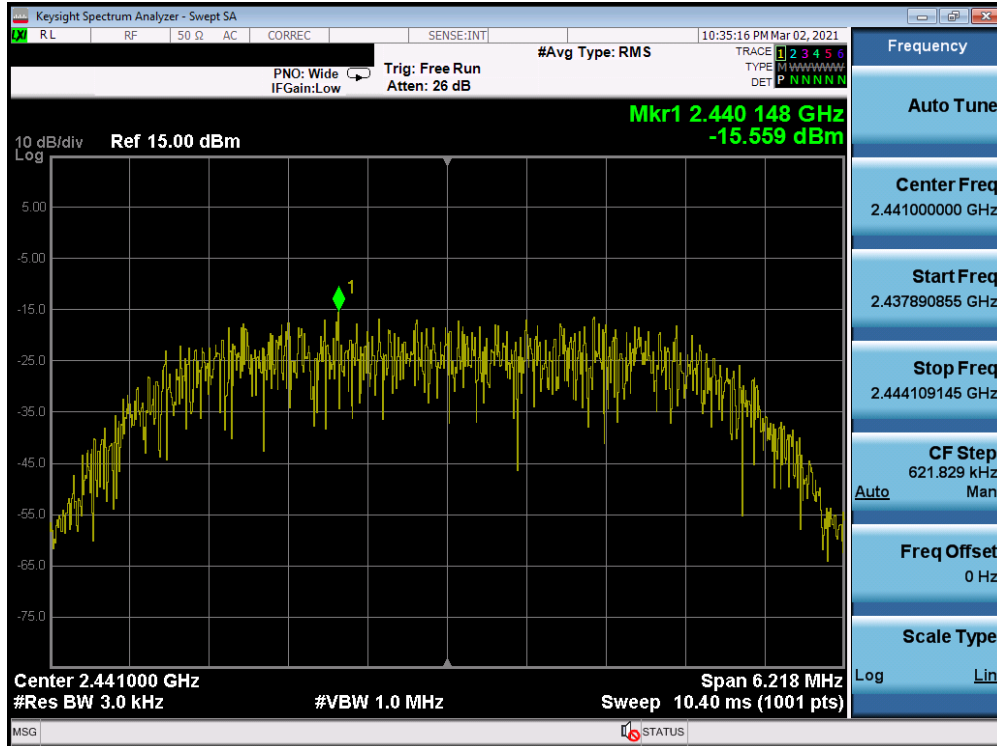 Keysight Spectrum Analyzer - Swept SA
LXI RL RF 50 Ω AC CORREC SENSE:INT 10:35:16 PM Mar 02, 2021
#Avg Type: RMS
TRACE 1 2 3 4 5 6
TYPE M W W W W W
DET P N N N N N
PNO: Wide
IFGain:Low
Trig: Free Run
Atten: 26 dB
Mkr1 2.440 148 GHz
-15.559 dBm
10 dB/div
Log
Ref 15.00 dBm
5.00
-5.00
-15.0
-25.0
-35.0
-45.0
-55.0
-65.0
-75.0
1
Center 2.441000 GHz
#Res BW 3.0 kHz
#VBW 1.0 MHz
Span 6.218 MHz
Sweep 10.40 ms (1001 pts)
Frequency
Auto Tune
Center Freq
2.441000000 GHz
Start Freq
2.437890855 GHz
Stop Freq
2.444109145 GHz
CF Step
621.829 kHz
Auto Man
Freq Offset
0 Hz
Scale Type
Log Lin
MSG
STATUS